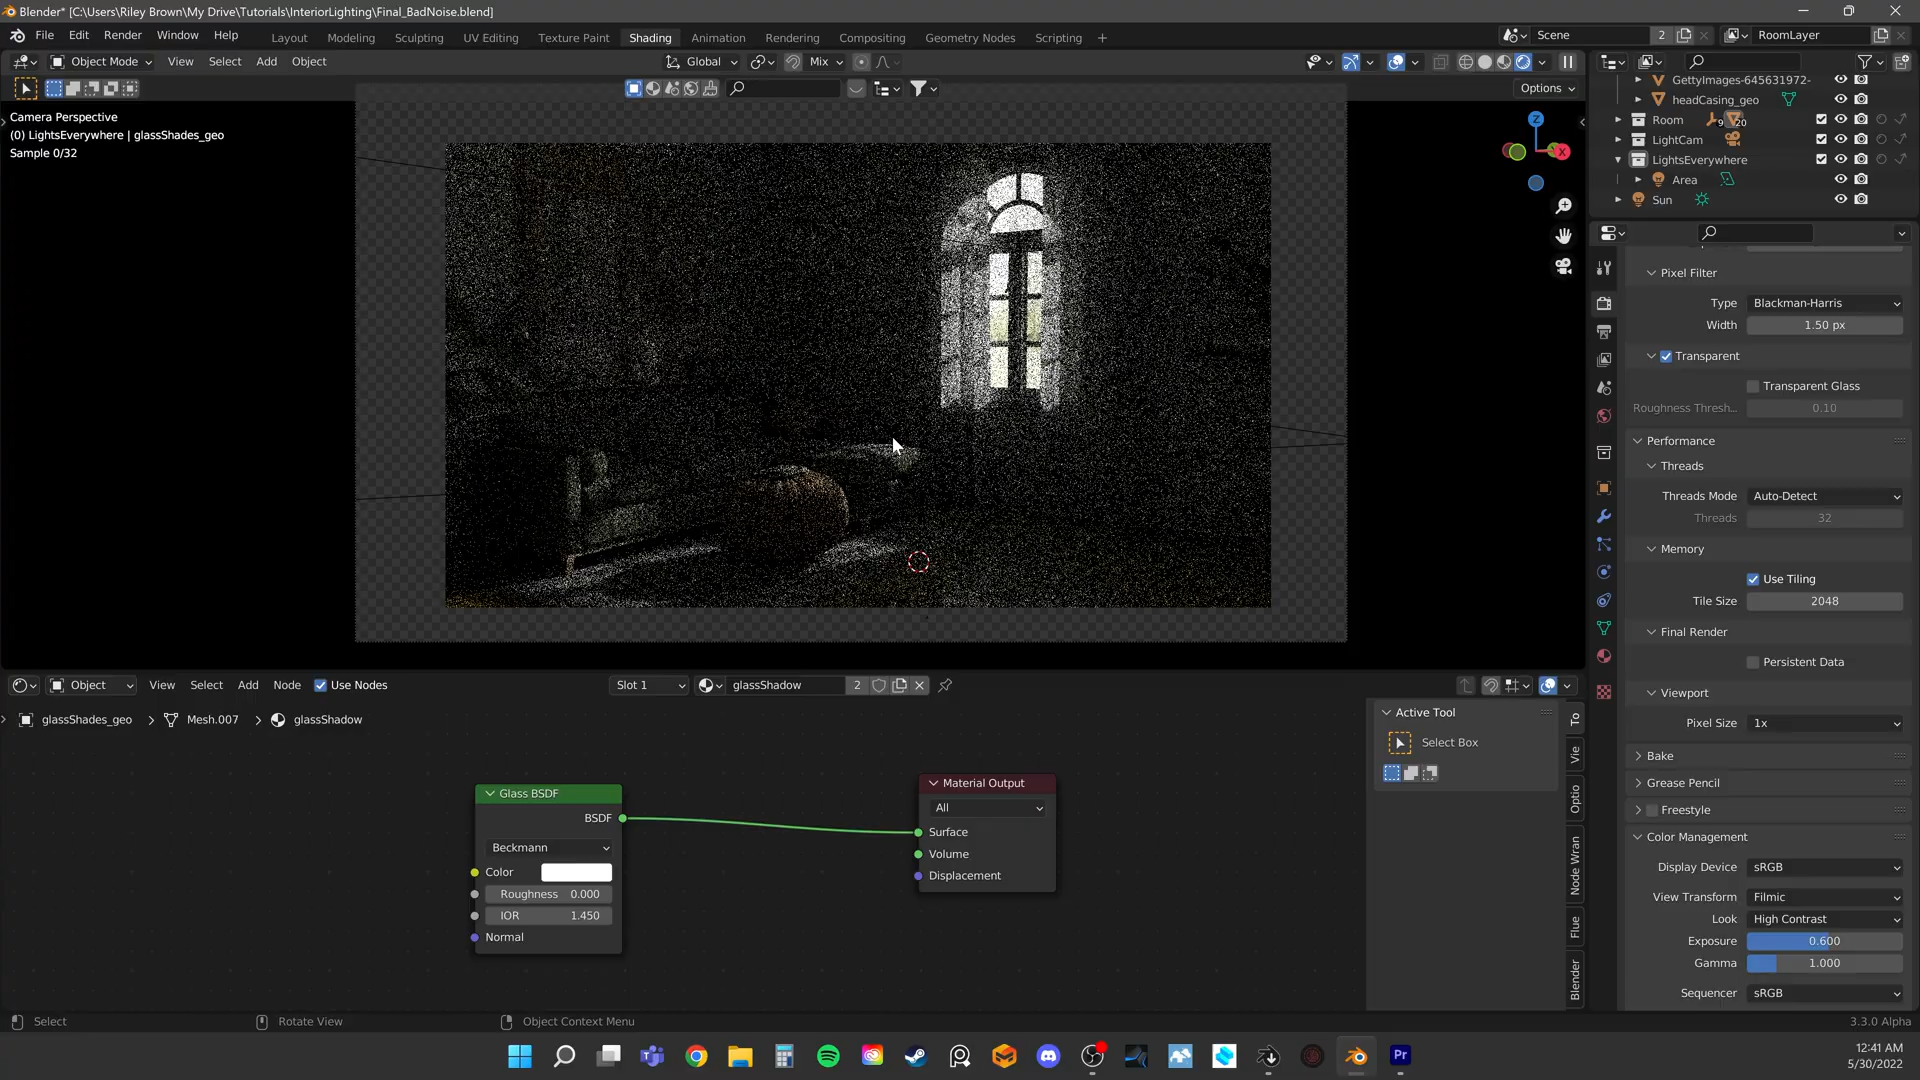 Blender* [C:\Users\Riley Brown\My Drive\Tutorials\InteriorLighting\Final_BadNoise.blend]
File Edit Render Window Help Layout Modeling Sculpting UV Editing Texture Paint Shading Animation Rendering Compositing Geometry Nodes Scripting + Scene 2 RoomLayer
Object Mode View Select Add Object Global Mix
Options
Camera Perspective
(0) LightsEverywhere | glassShades_geo
Sample 0/32
Z
X
GettyImages-645631972-
headCasing_geo
Room 9 20
LightCam
LightsEverywhere
Area
Sun
Pixel Filter
Type Blackman-Harris
Width 1.50 px
Transparent
Transparent Glass
Roughness Thresh... 0.10
Performance
Threads
Threads Mode Auto-Detect
Threads 32
Memory
Use Tiling
Tile Size 2048
Final Render
Persistent Data
Viewport
Pixel Size 1x
Bake
Grease Pencil
Freestyle
Color Management
Display Device sRGB
View Transform Filmic
Look High Contrast
Exposure 0.600
Gamma 1.000
Sequencer sRGB
Object View Select Add Node Use Nodes Slot 1 glassShadow 2
glassShades_geo > Mesh.007 > glassShadow
Glass BSDF
BSDF
Beckmann
Color
Roughness 0.000
IOR 1.450
Normal
Material Output
All
Surface
Volume
Displacement
Active Tool
Select Box
To
Vie
Optio
Node Wran
Flue
Blender
Select Rotate View Object Context Menu 3.3.0 Alpha
Pr
12:41 AM
5/30/2022